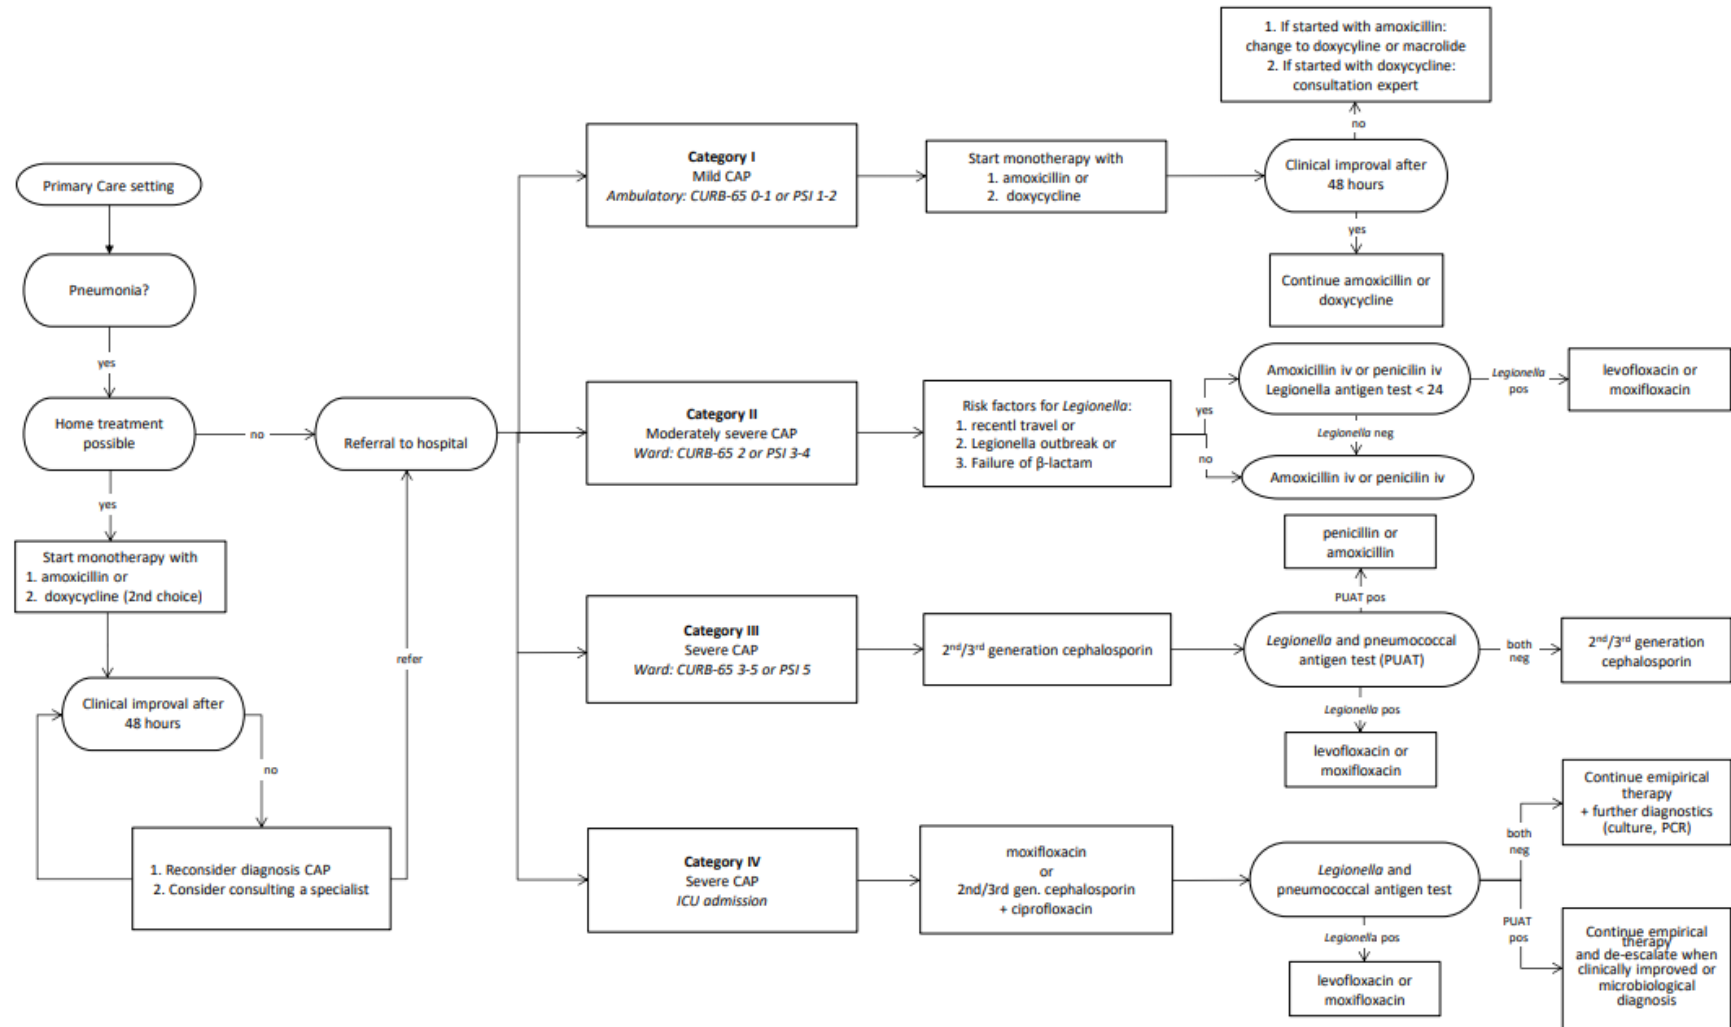 Primary Care setting
Pneumonia?
yes
Home treatment
possible
no
yes
Start monotherapy with
1. amoxicillin or
2. doxycycline (2nd choice)
Clinical improval after
48 hours
no
1. Reconsider diagnosis CAP
2. Consider consulting a specialist
refer
Referral to hospital
Category I
Mild CAP
Ambulatory: CURB-65 0-1 or PSI 1-2
Start monotherapy with
1. amoxicillin or
2. doxycycline
Clinical improval after
48 hours
no
1. If started with amoxicillin:
change to doxycyline or macrolide
2. If started with doxycycline:
consultation expert
yes
Continue amoxicillin or
doxycycline
Category II
Moderately severe CAP
Ward: CURB-65 2 or PSI 3-4
Risk factors for Legionella:
1. recentl travel or
2. Legionella outbreak or
3. Failure of β-lactam
yes
no
Amoxicillin iv or penicilin iv
Legionella antigen test < 24
Legionella
pos
levofloxacin or
moxifloxacin
Legionella neg
Amoxicillin iv or penicilin iv
Category III
Severe CAP
Ward: CURB-65 3-5 or PSI 5
2nd/3rd generation cephalosporin
Legionella and pneumococcal
antigen test (PUAT)
PUAT pos
penicillin or
amoxicillin
both
neg
2nd/3rd generation
cephalosporin
Legionella pos
levofloxacin or
moxifloxacin
Category IV
Severe CAP
ICU admission
moxifloxacin
or
2nd/3rd gen. cephalosporin
+ ciprofloxacin
Legionella and
pneumococcal antigen test
Legionella pos
levofloxacin or
moxifloxacin
both
neg
Continue emipirical
therapy
+ further diagnostics
(culture, PCR)
PUAT
pos
Continue empirical
therapy
and de-escalate when
clinically improved or
microbiological
diagnosis